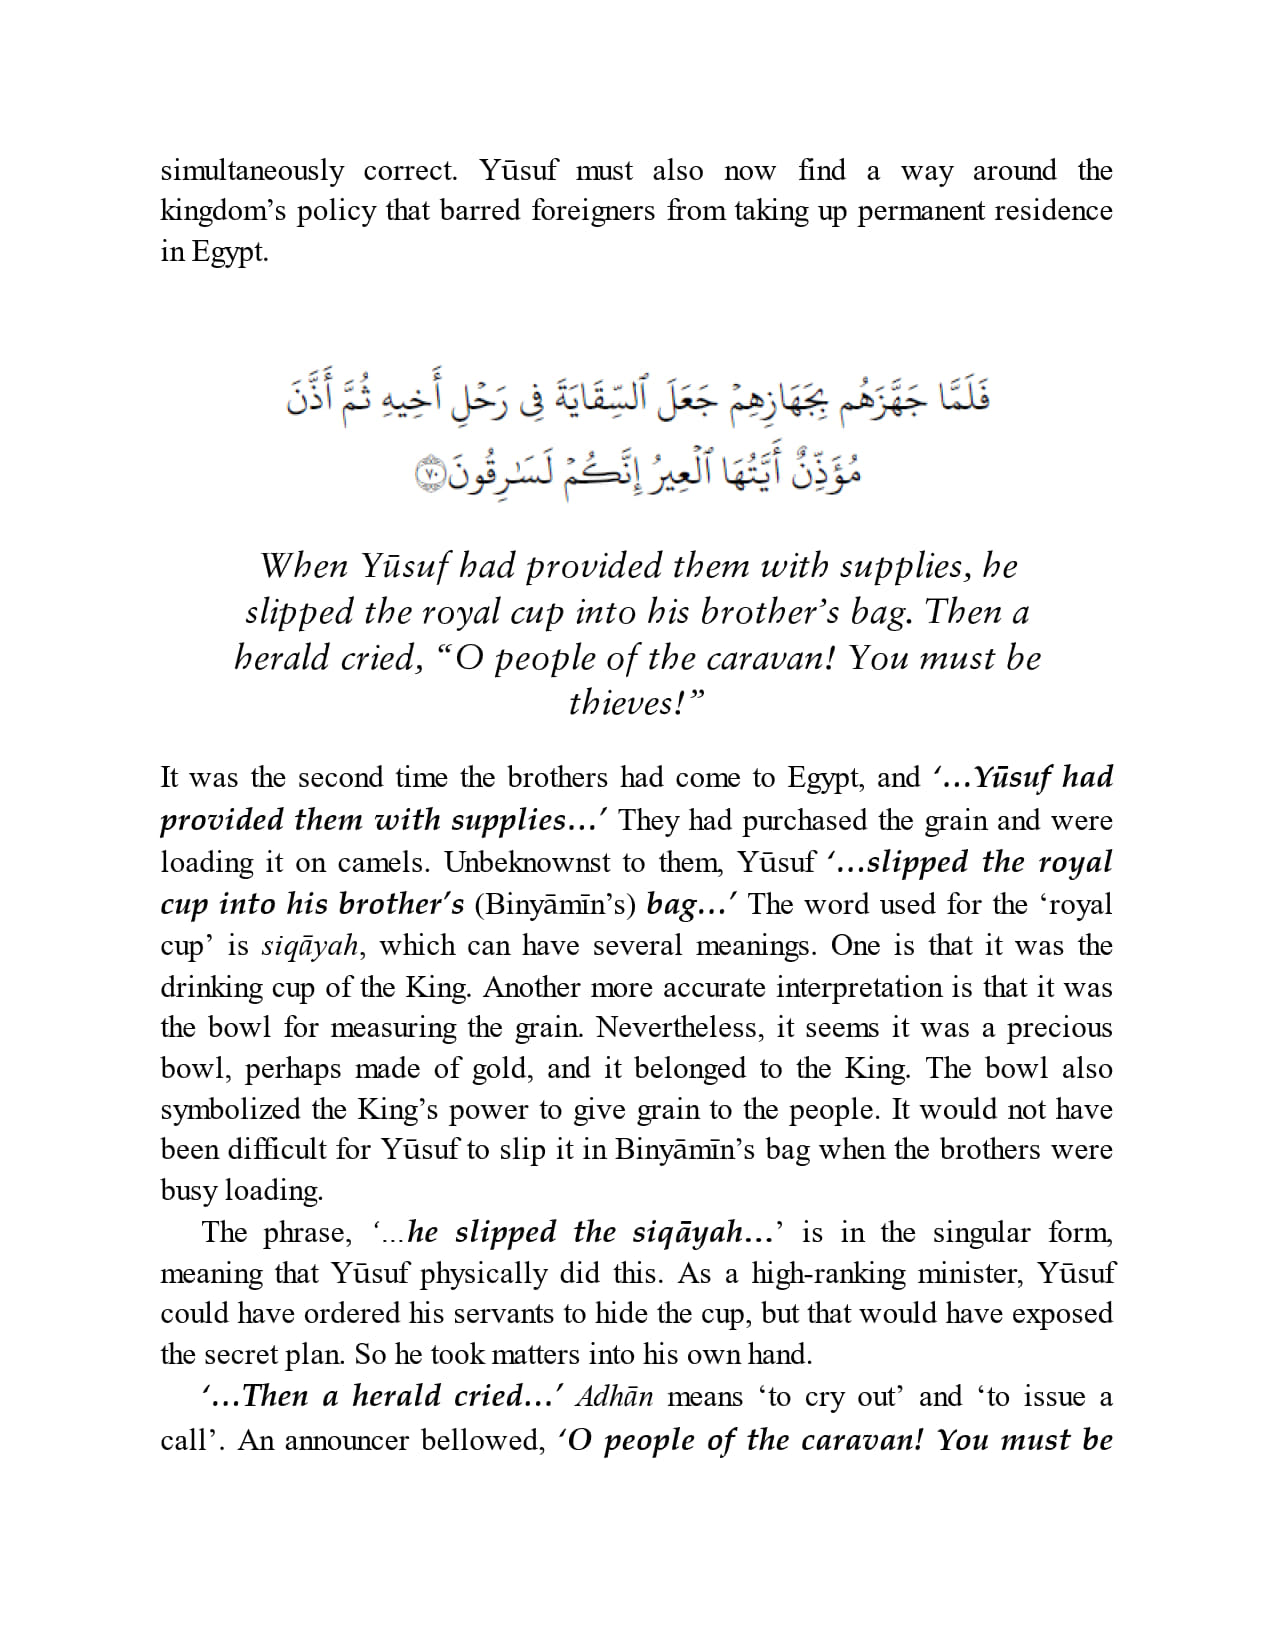 simultaneously correct. Yūsuf must also now find a way around the
kingdom’s policy that barred foreigners from taking up permanent residence
in Egypt.
فَلَمَّا جَهَّزَهُم بِجَهَازِهِمْ جَعَلَ ٱلسِّقَايَةَ فِى رَحْلِ أَخِيهِ ثُمَّ أَذَّنَ
مُؤَذِّنٌ أَيَّتُهَا ٱلْعِيرُ إِنَّكُمْ لَسَـٰرِقُونَ ٧٠
When Yūsuf had provided them with supplies, he
slipped the royal cup into his brother’s bag. Then a
herald cried, “O people of the caravan! You must be
thieves!”
It was the second time the brothers had come to Egypt, and ‘…Yūsuf had
provided them with supplies…’ They had purchased the grain and were
loading it on camels. Unbeknownst to them, Yūsuf ‘…slipped the royal
cup into his brother’s (Binyāmīn’s) bag…’ The word used for the ‘royal
cup’ is siqāyah, which can have several meanings. One is that it was the
drinking cup of the King. Another more accurate interpretation is that it was
the bowl for measuring the grain. Nevertheless, it seems it was a precious
bowl, perhaps made of gold, and it belonged to the King. The bowl also
symbolized the King’s power to give grain to the people. It would not have
been difficult for Yūsuf to slip it in Binyāmīn’s bag when the brothers were
busy loading.
The phrase, ‘…he slipped the siqāyah…’ is in the singular form,
meaning that Yūsuf physically did this. As a high-ranking minister, Yūsuf
could have ordered his servants to hide the cup, but that would have exposed
the secret plan. So he took matters into his own hand.
‘…Then a herald cried…’ Adhān means ‘to cry out’ and ‘to issue a
call’. An announcer bellowed, ‘O people of the caravan! You must be